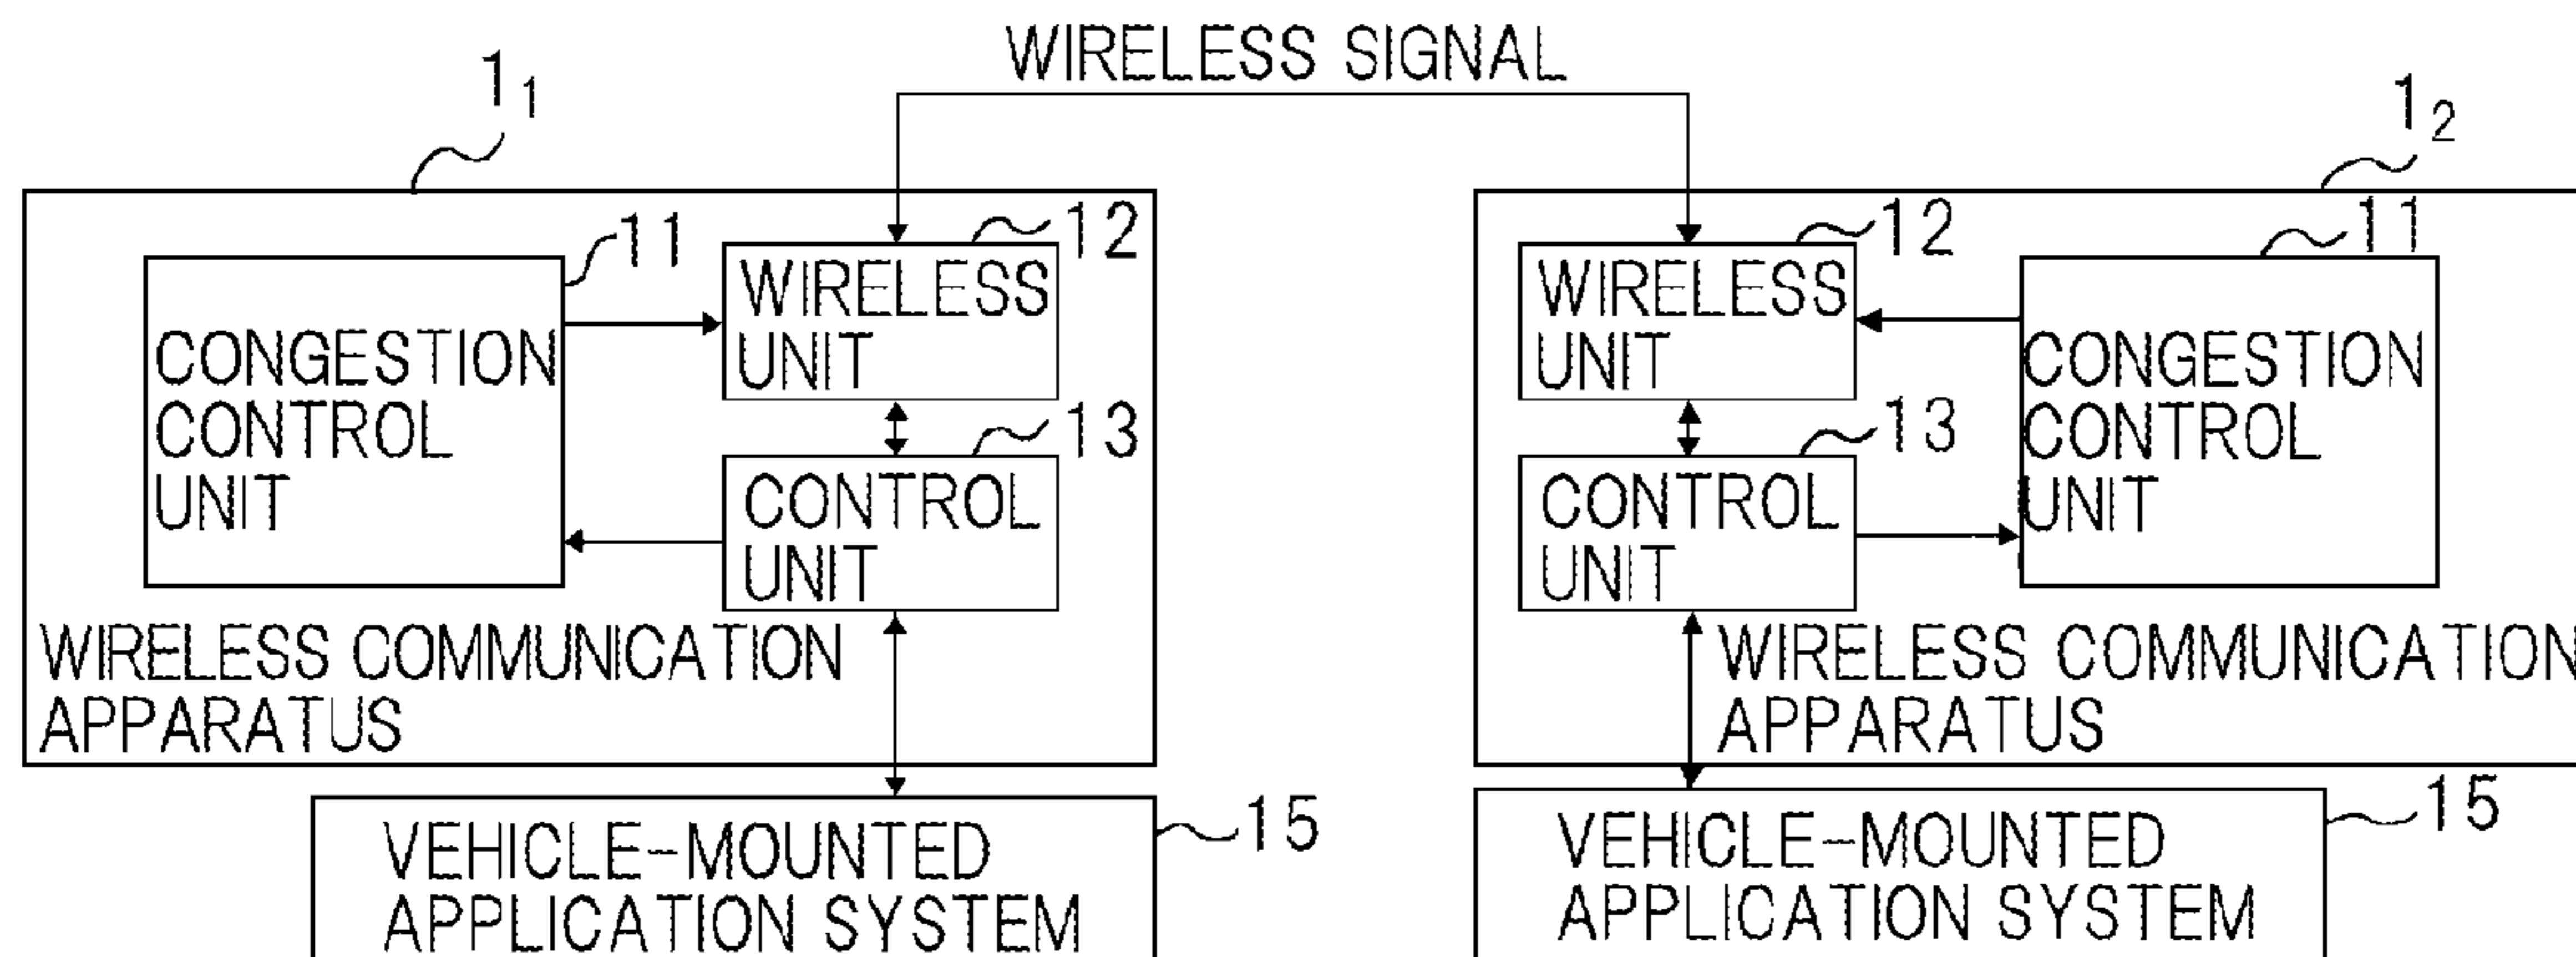 WIRELESS SIGNAL
1₁
1₂
11
12
12
11
WIRELESS
UNIT
WIRELESS
UNIT
CONGESTION
CONTROL
UNIT
CONGESTION
CONTROL
UNIT
13
13
CONTROL
UNIT
CONTROL
UNIT
WIRELESS COMMUNICATION
APPARATUS
WIRELESS COMMUNICATION
APPARATUS
15
15
VEHICLE-MOUNTED
APPLICATION SYSTEM
VEHICLE-MOUNTED
APPLICATION SYSTEM